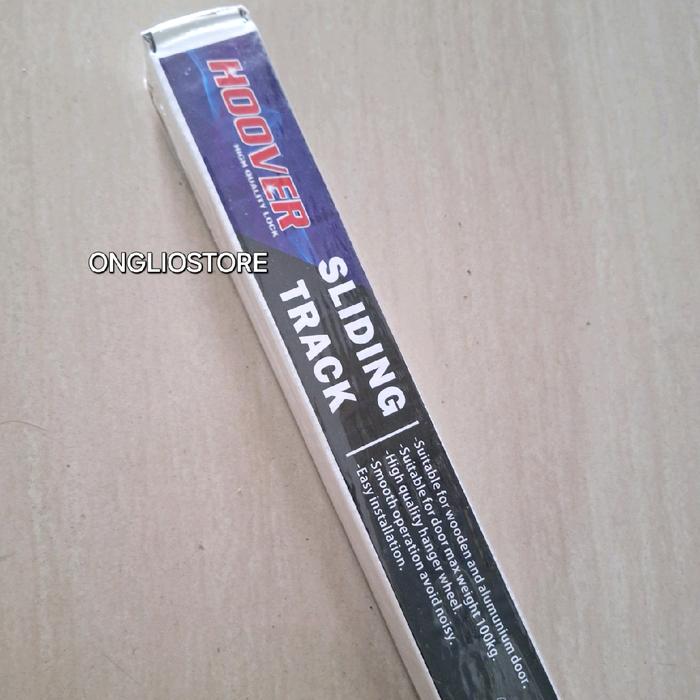 HOOVER
HIGH QUALITY LOCK
ONGLIOSTORE
SLIDING
TRACK
-Suitable for wooden and alumunium door.
-Suitable for door max weight 100kg.
-High quality hanger wheel.
-Smooth operation avoid noisy.
-Easy installation.